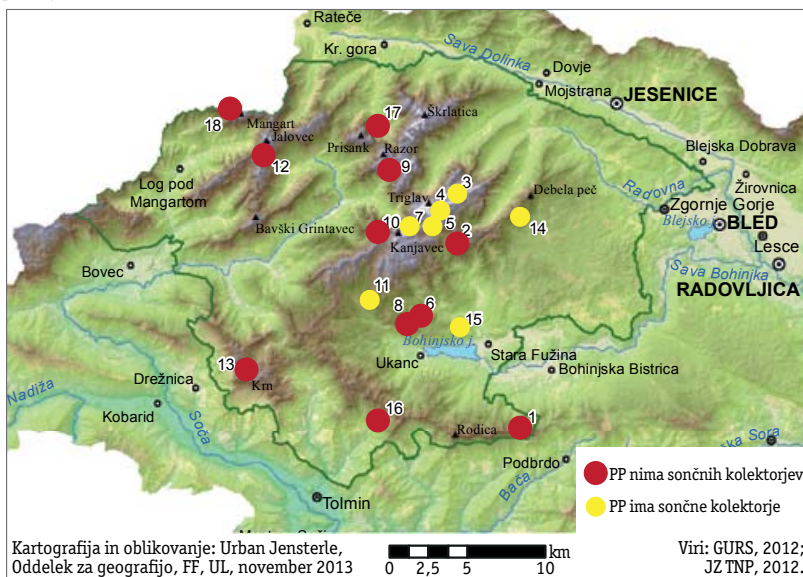 Rateče
Kr. gora
Sava Dolinka
Dovje
Mojstrana
JESENICE
18
Mangart
17
Škrlatica
Jalovec
Prisank
12
Razor
Blejska Dobrava
9
Log pod
Mangartom
3
Radovna
Žirovnica
Triglav
4
Debela peč
Zgornje Gorje
Bavški Grintavec
10
7
5
2
14
Blejsko j.
BLED
Kanjavec
Lesce
Bovec
Sava Bohinjka
RADOVLJICA
11
8
6
15
Bohinjsko j.
Stara Fužina
Ukanc
Bohinjska Bistrica
13
Krn
Drežnica
Nadiža
Kobarid
Soča
16
1
Rodica
Podbrdo
Sora
Bača
Tolmin
PP nima sončnih kolektorjev
PP ima sončne kolektorje
Kartografija in oblikovanje: Urban Jensterle,
Oddelek za geografijo, FF, UL, november 2013
0 2,5 5 10
km
Viri: GURS, 2012;
JZ TNP, 2012.